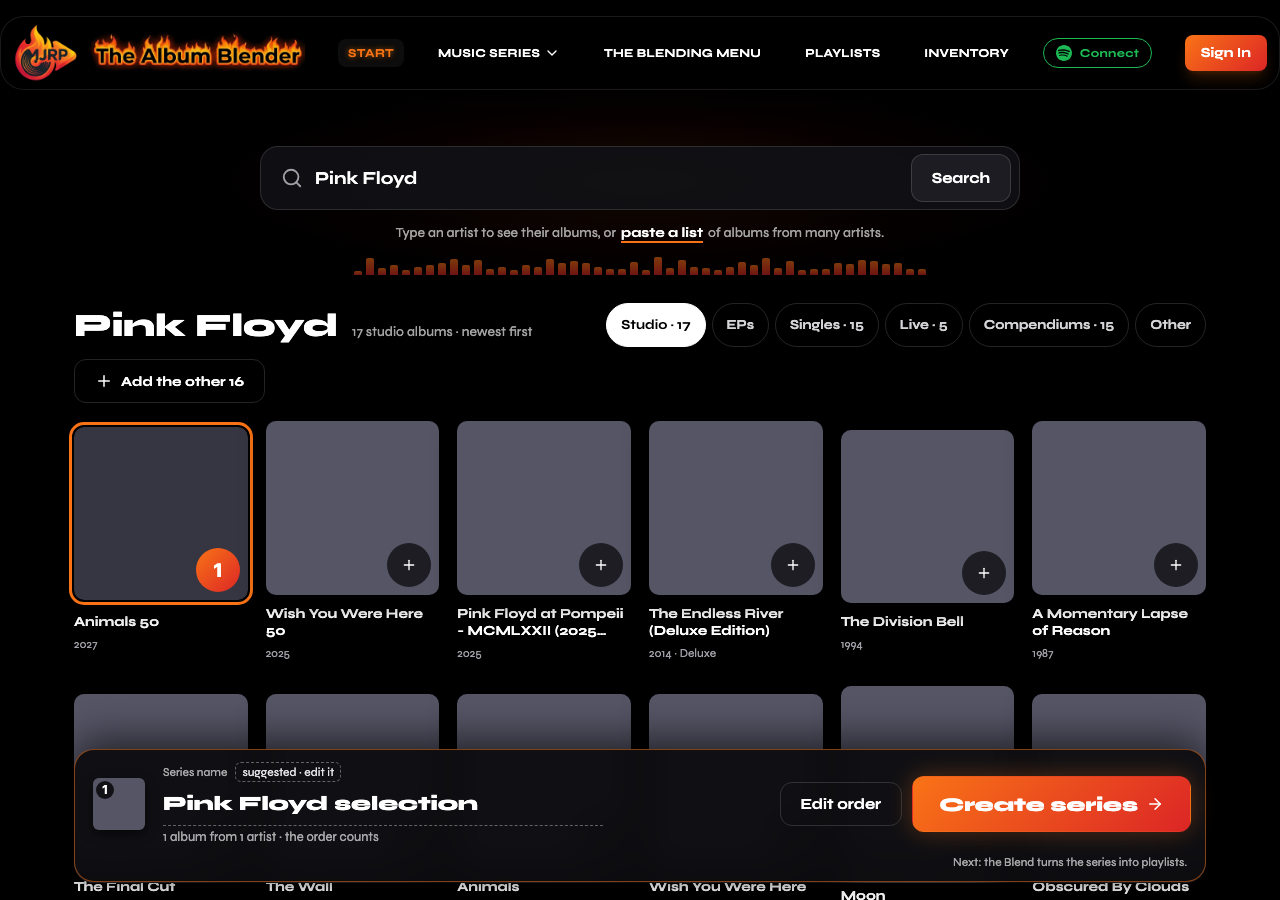 JRP The Album Blender START MUSIC SERIES THE BLENDING MENU PLAYLISTS INVENTORY Connect Sign In
Pink Floyd Search
Type an artist to see their albums, or paste a list of albums from many artists.
Pink Floyd 17 studio albums · newest first Studio · 17 EPs Singles · 15 Live · 5 Compendiums · 15 Other
+ Add the other 16
1 + + + + +
Animals 50
2027
Wish You Were Here
50
2025
Pink Floyd at Pompeii
- MCMLXXII (2025...
2025
The Endless River
(Deluxe Edition)
2014 · Deluxe
The Division Bell
1994
A Momentary Lapse
of Reason
1987
1
Series name suggested · edit it
Pink Floyd selection
1 album from 1 artist · the order counts
Edit order
Create series →
Next: the Blend turns the series into playlists.
The Final Cut
The Wall
Animals
Wish You Were Here
Moon
Obscured By Clouds